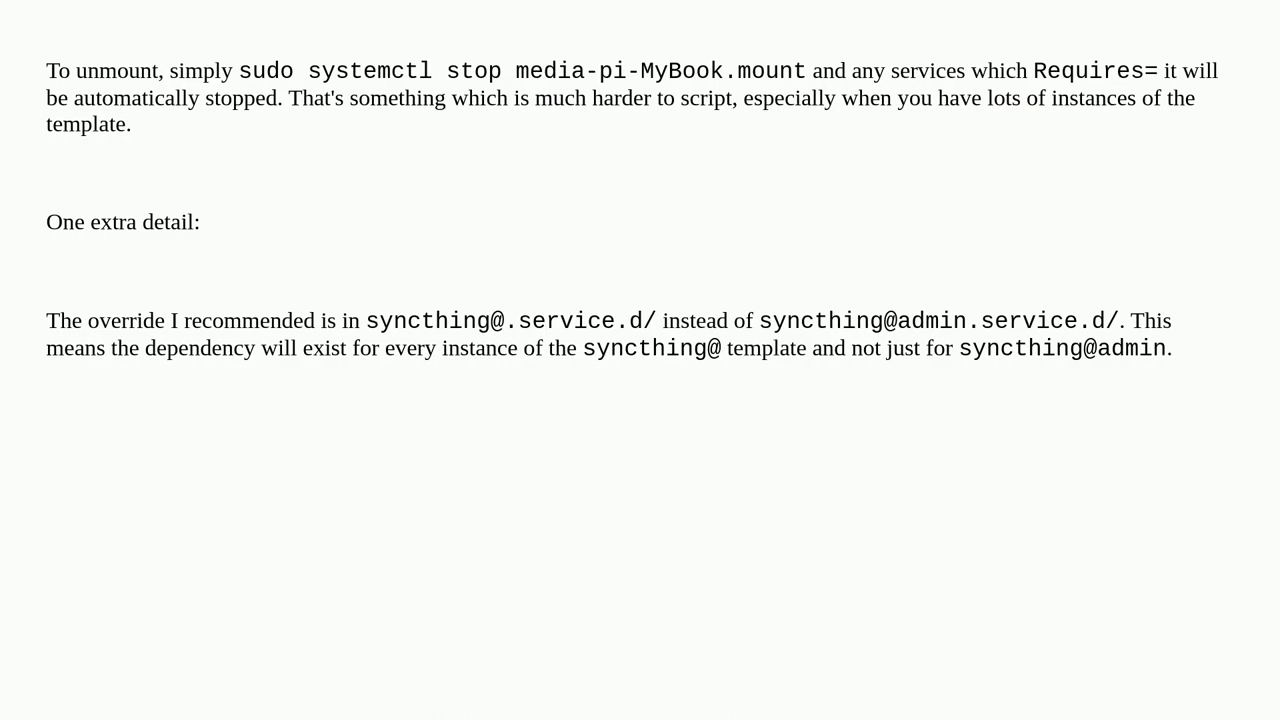 To unmount, simply sudo systemctl stop media-pi-MyBook.mount and any services which Requires= it will
be automatically stopped. That's something which is much harder to script, especially when you have lots of instances of the
template.
One extra detail:
The override I recommended is in syncthing@.service.d/ instead of syncthing@admin.service.d/. This
means the dependency will exist for every instance of the syncthing@ template and not just for syncthing@admin.